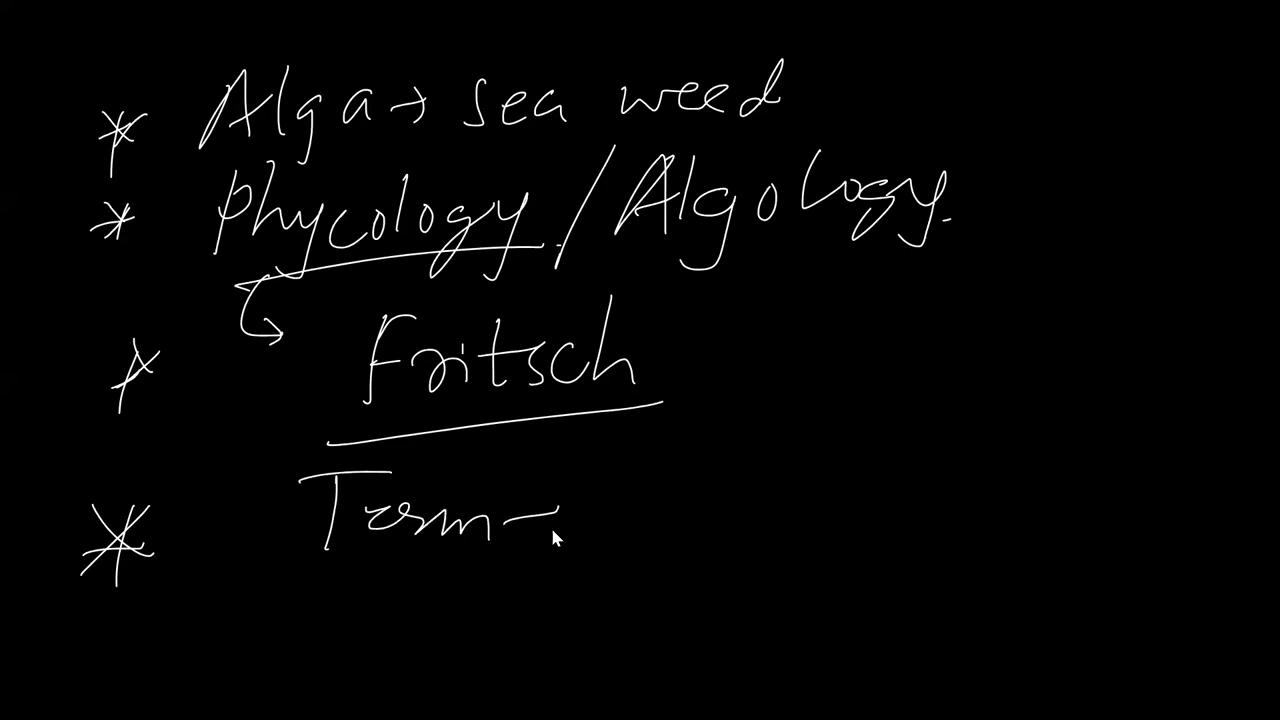 * Alga → sea weed
* Phycology / Algology.
* Fritsch
* Term -